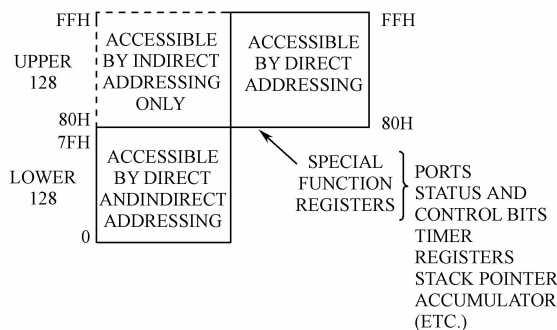 FFH
UPPER
128
80H
ACCESSIBLE
BY INDIRECT
ADDRESSING
ONLY
ACCESSIBLE
BY DIRECT
ADDRESSING
FFH
80H
7FH
LOWER
128
0
ACCESSIBLE
BY DIRECT
ANDINDIRECT
ADDRESSING
SPECIAL
FUNCTION
REGISTERS
PORTS
STATUS AND
CONTROL BITS
TIMER
REGISTERS
STACK POINTER
ACCUMULATOR
(ETC.)